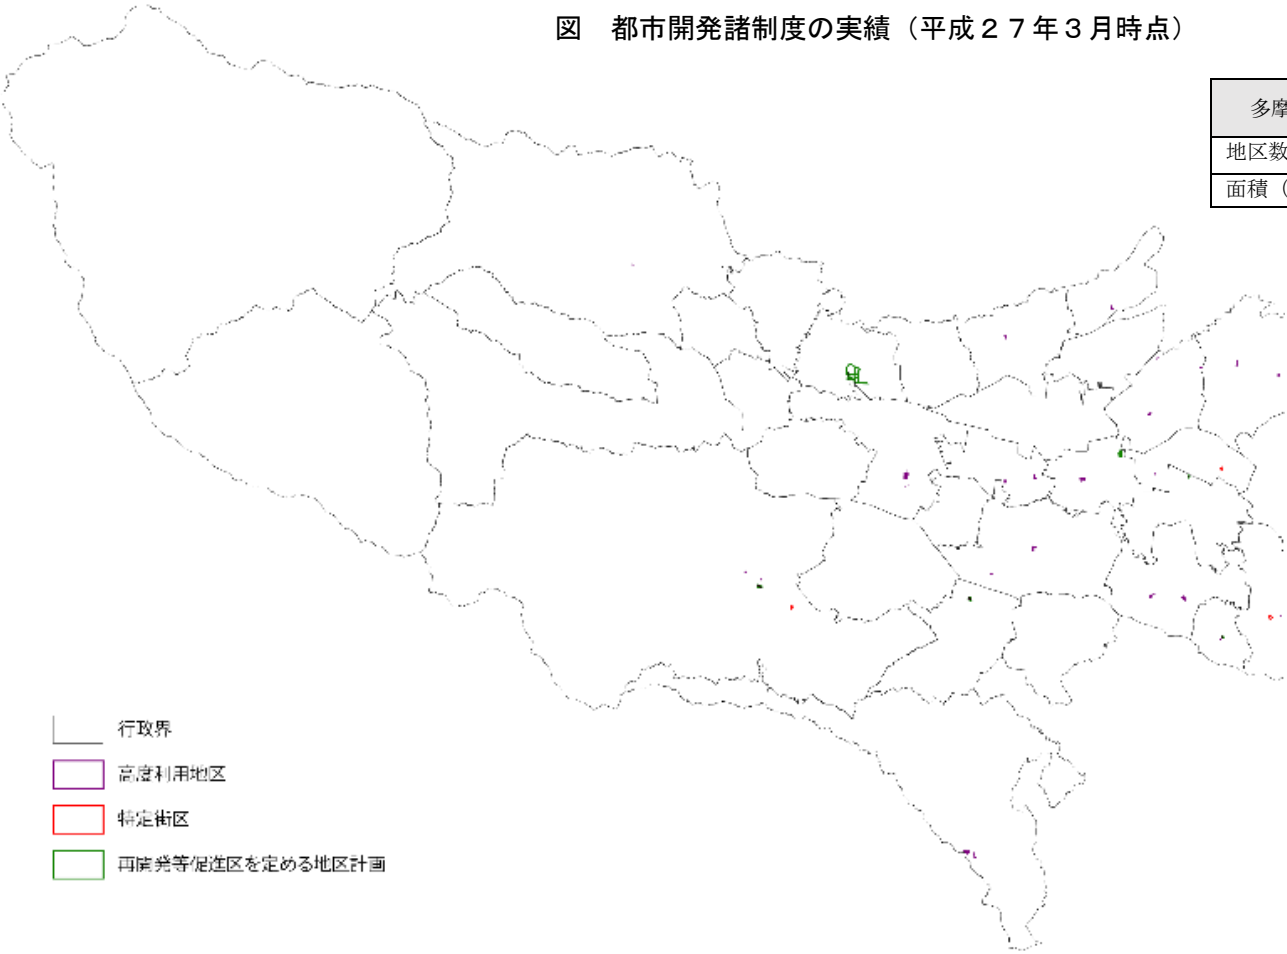 図　都市開発諸制度の実績（平成２７年３月時点）
多摩
地区数
面積（
行政界
高度利用地区
特定街区
再開発等促進区を定める地区計画